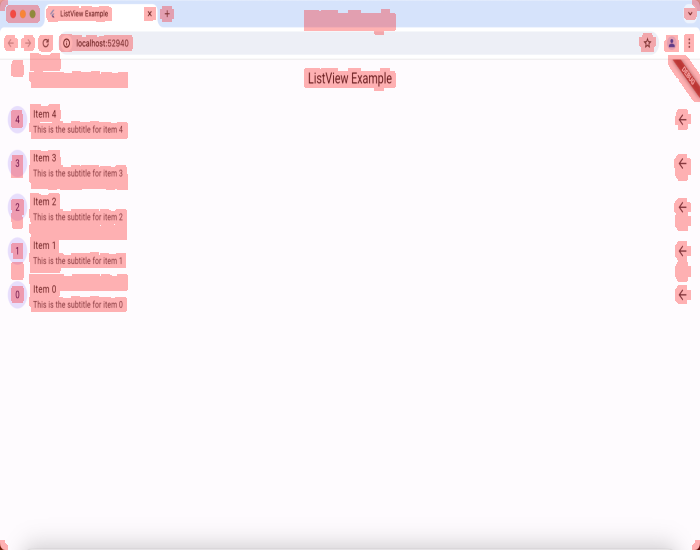 ListView Example
localhost:52940
ListView Example
DEBUG
4
Item 4
This is the subtitle for item 4
3
Item 3
This is the subtitle for item 3
2
Item 2
This is the subtitle for item 2
1
Item 1
This is the subtitle for item 1
0
Item 0
This is the subtitle for item 0